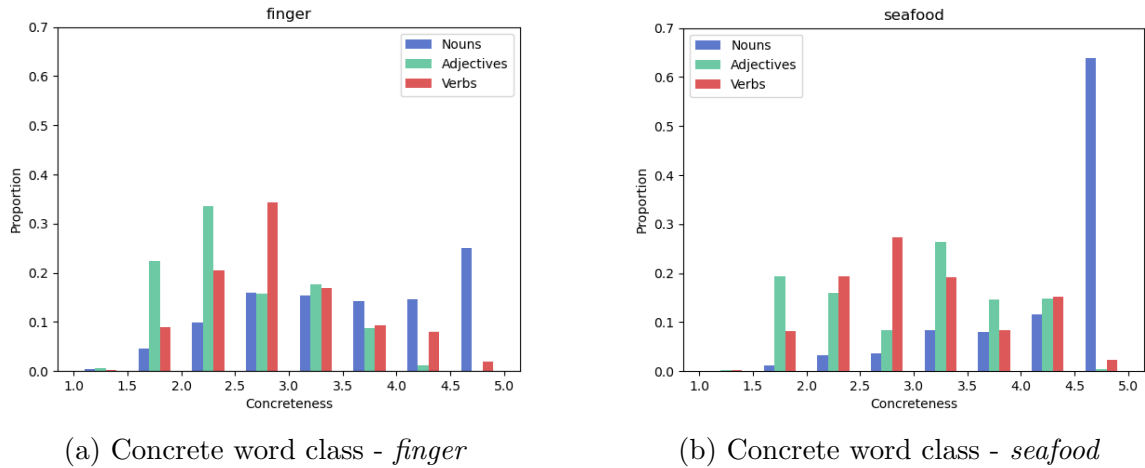 finger
0.7
0.6
0.5
0.4
0.3
0.2
0.1
0.0
Proportion
Nouns
Adjectives
Verbs
1.0 1.5 2.0 2.5 3.0 3.5 4.0 4.5 5.0
Concreteness
(a) Concrete word class - finger
seafood
0.7
0.6
0.5
0.4
0.3
0.2
0.1
0.0
Proportion
Nouns
Adjectives
Verbs
1.0 1.5 2.0 2.5 3.0 3.5 4.0 4.5 5.0
Concreteness
(b) Concrete word class - seafood